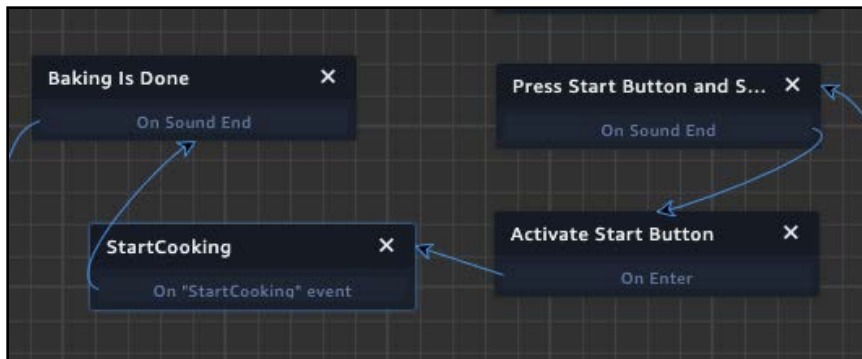 Baking Is Done ×
On Sound End
Press Start Button and S... ×
On Sound End
StartCooking ×
On "StartCooking" event
Activate Start Button ×
On Enter